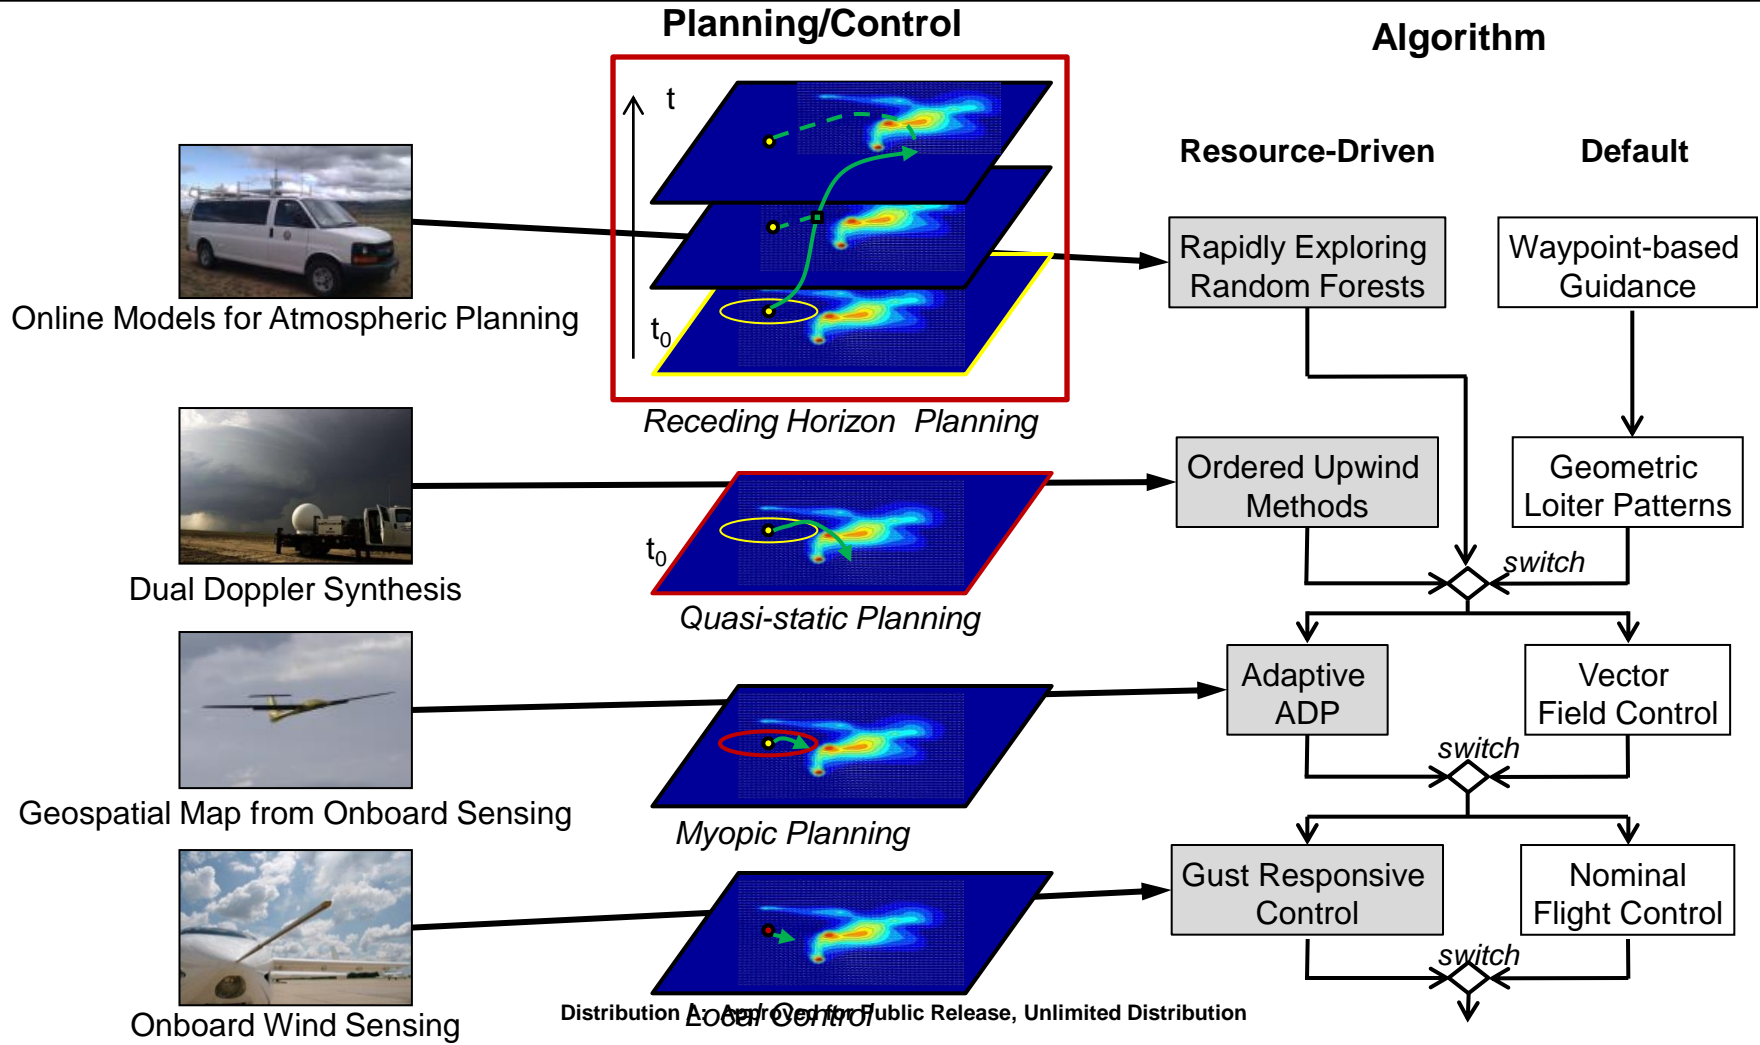 Planning/Control
Algorithm
t
Resource-Driven
Default
Rapidly Exploring
Random Forests
Waypoint-based
Guidance
Online Models for Atmospheric Planning
t0
Receding Horizon Planning
Ordered Upwind
Methods
Geometric
Loiter Patterns
t0
switch
Dual Doppler Synthesis
Quasi-static Planning
Adaptive
ADP
Vector
Field Control
switch
Geospatial Map from Onboard Sensing
Myopic Planning
Gust Responsive
Control
Nominal
Flight Control
switch
Onboard Wind Sensing
Local Control
Distribution A: Approved for Public Release, Unlimited Distribution